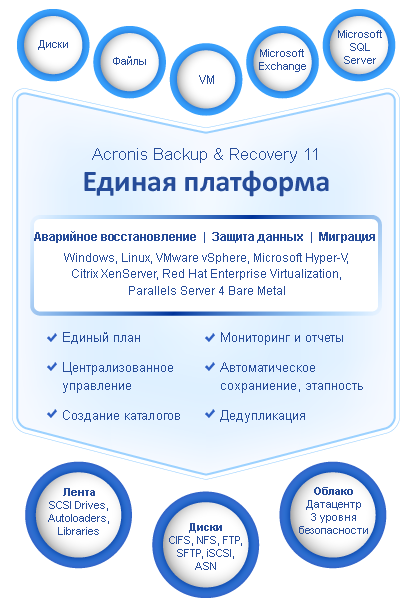 Диски
Файлы
VM
Microsoft
Exchange
Microsoft
SQL
Server
Acronis Backup & Recovery 11
Единая платформа
Аварийное восстановление | Защита данных | Миграция
Windows, Linux, VMware vSphere, Microsoft Hyper-V,
Citrix XenServer, Red Hat Enterprise Virtualization,
Parallels Server 4 Bare Metal
Единый план
Мониторинг и отчеты
Централизованное
управление
Автоматическое
сохраниение, этапность
Создание каталогов
Дедупликация
Лента
SCSI Drives,
Autoloaders,
Libraries
Диски
CIFS, NFS, FTP,
SFTP, iSCSI,
ASN
Облако
Датацентр
3 уровня
безопасности